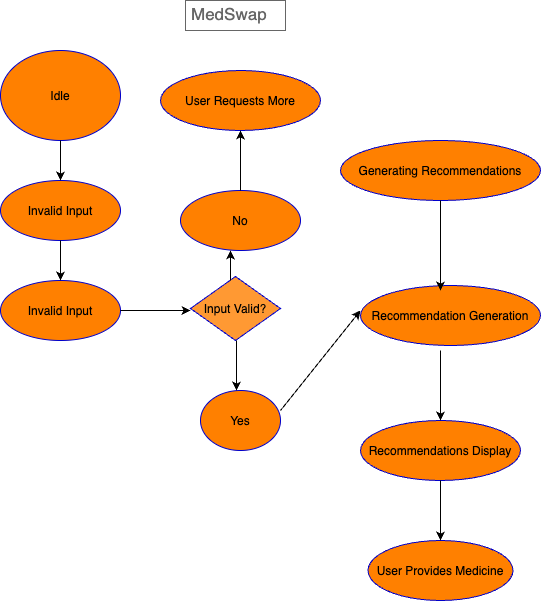 MedSwap
Idle
User Requests More
Generating Recommendations
Invalid Input
No
Invalid Input
Input Valid?
Recommendation Generation
Yes
Recommendations Display
User Provides Medicine